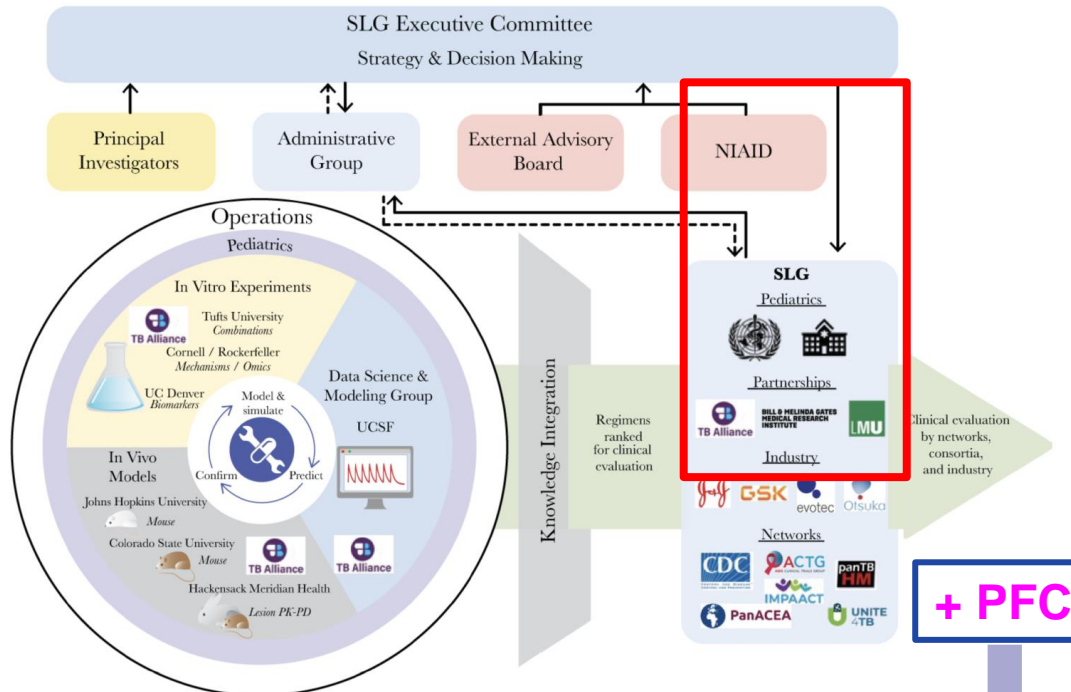 SLG Executive Committee
Strategy & Decision Making
Principal
Investigators
Administrative
Group
External Advisory
Board
NIAID
Operations
Pediatrics
In Vitro Experiments
TB Alliance
Tufts University
Combinations
Cornell / Rockerfeller
Mechanisms / Omics
UC Denver
Biomarkers
Model &
simulate
Predict
Confirm
Data Science &
Modeling Group
UCSF
TB Alliance
In Vivo
Models
Johns Hopkins University
Mouse
Colorado State University
Mouse
TB Alliance
Hackensack Meridian Health
Lesion PK-PD
Knowledge Integration
Regimens
ranked
for clinical
evaluation
SLG
Pediatrics
Partnerships
TB Alliance
BILL & MELINDA GATES
MEDICAL RESEARCH
INSTITUTE
LMU
Industry
J&J
GSK
evotec
Otsuka
Networks
CDC
ACTG
panTB
HM
IMPAACT
PanACEA
UNITE
4TB
Clinical evaluation
by networks,
consortia,
and industry
+ PFC